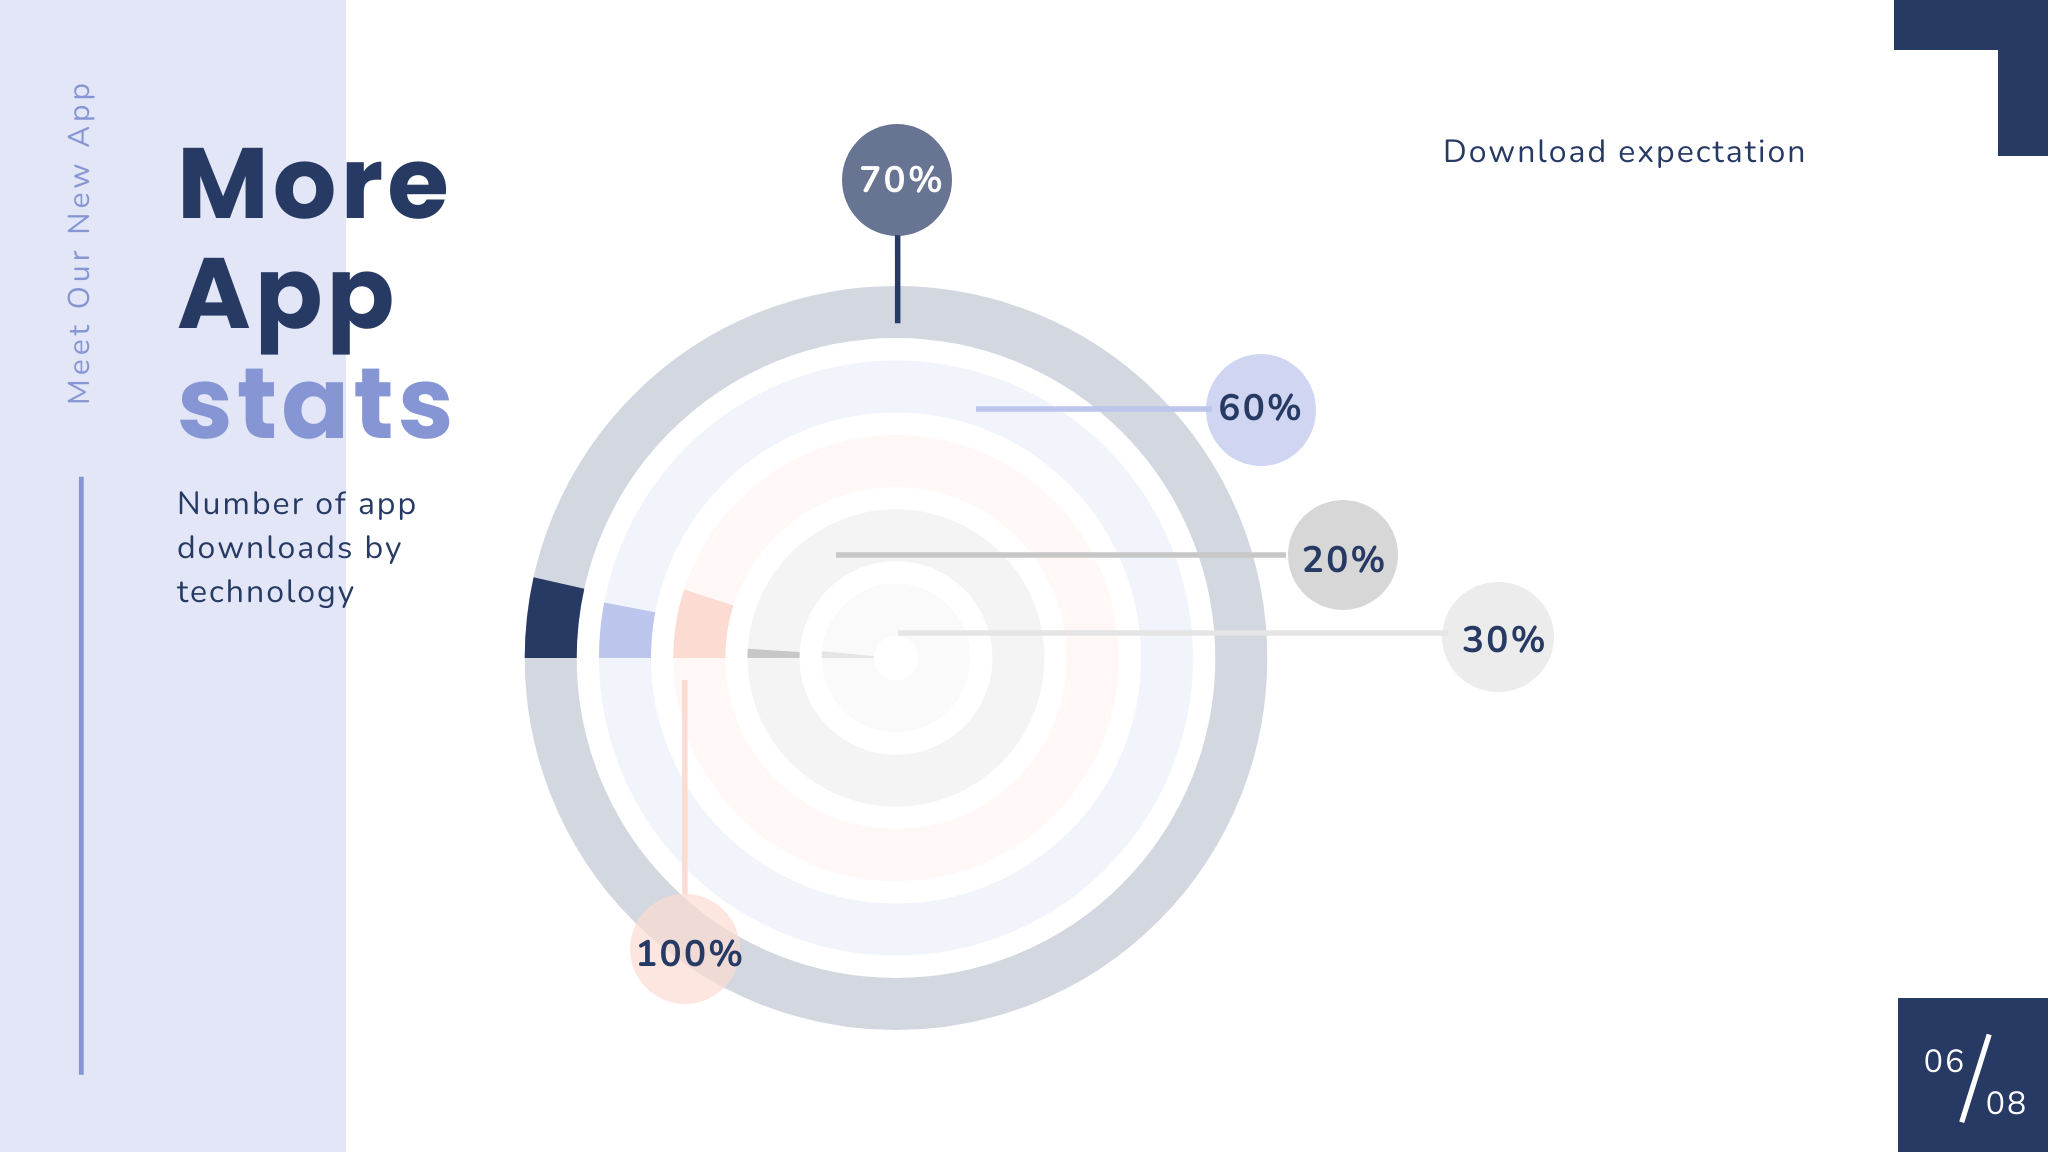 Meet Our New App
More
App
stats
Number of app
downloads by
technology
Download expectation
70%
60%
20%
30%
100%
06/08